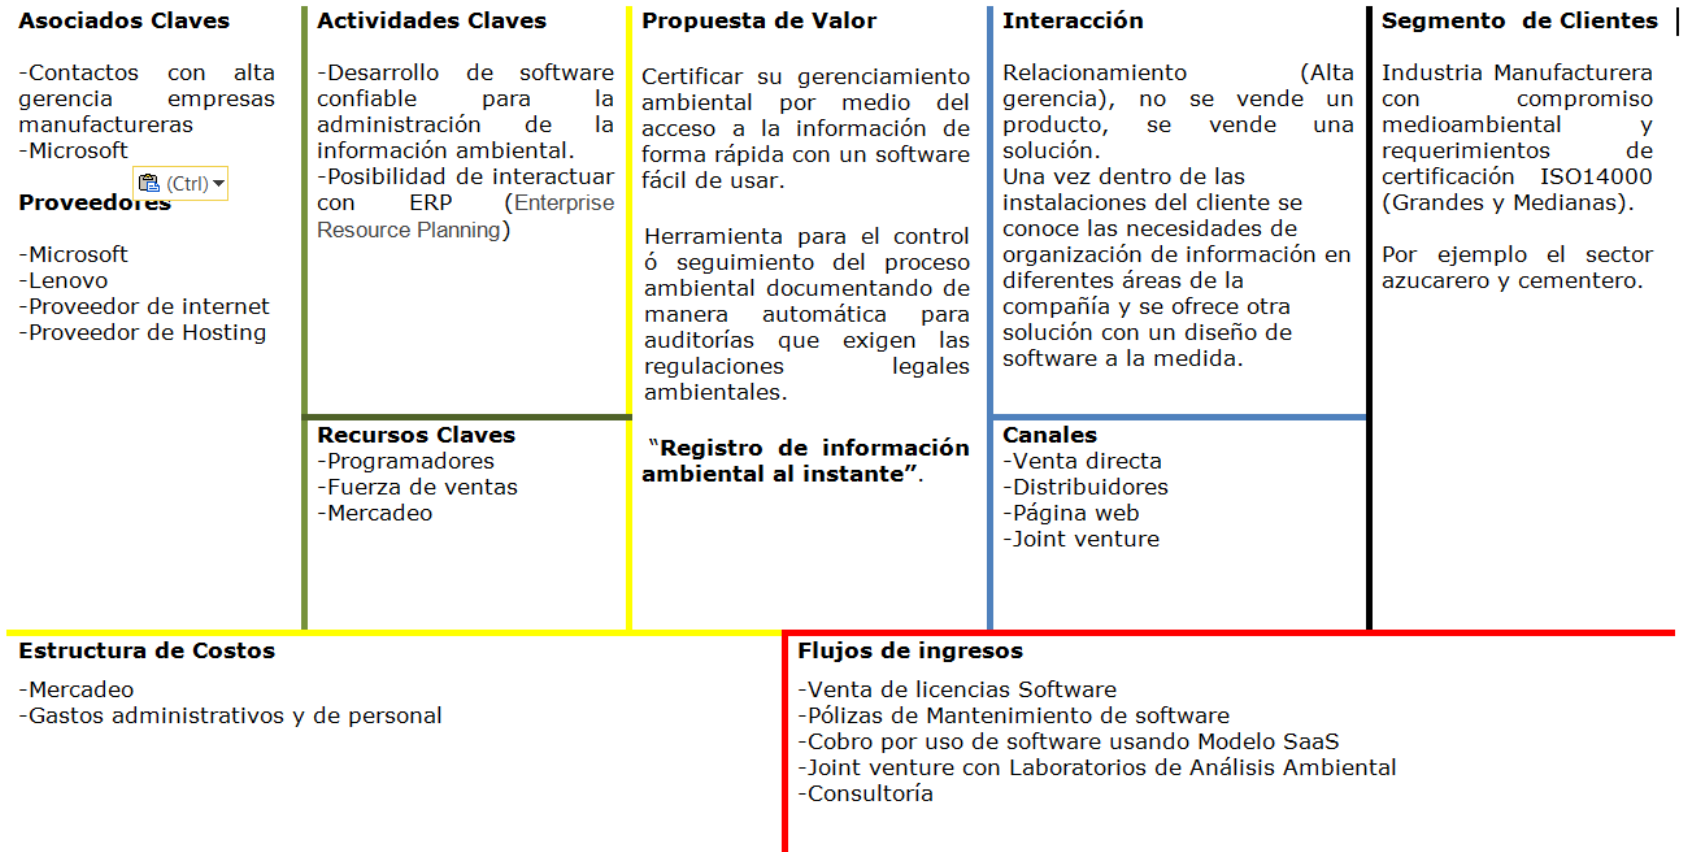 Asociados Claves
-Contactos con alta
gerencia empresas
manufactureras
-Microsoft
(Ctrl)
Proveedores
-Microsoft
-Lenovo
-Proveedor de internet
-Proveedor de Hosting
Actividades Claves
-Desarrollo de software
confiable para la
administración de la
información ambiental.
-Posibilidad de interactuar
con ERP (Enterprise
Resource Planning)
Recursos Claves
-Programadores
-Fuerza de ventas
-Mercadeo
Propuesta de Valor
Certificar su gerenciamiento
ambiental por medio del
acceso a la información de
forma rápida con un software
fácil de usar.
Herramienta para el control
ó seguimiento del proceso
ambiental documentando de
manera automática para
auditorías que exigen las
regulaciones legales
ambientales.
"Registro de información
ambiental al instante".
Interacción
Relacionamiento (Alta
gerencia), no se vende un
producto, se vende una
solución.
Una vez dentro de las
instalaciones del cliente se
conoce las necesidades de
organización de información en
diferentes áreas de la
compañía y se ofrece otra
solución con un diseño de
software a la medida.
Canales
-Venta directa
-Distribuidores
-Página web
-Joint venture
Segmento de Clientes
Industria Manufacturera
con compromiso
medioambiental y
requerimientos de
certificación ISO14000
(Grandes y Medianas).
Por ejemplo el sector
azucarero y cementero.
Estructura de Costos
-Mercadeo
-Gastos administrativos y de personal
Flujos de ingresos
-Venta de licencias Software
-Pólizas de Mantenimiento de software
-Cobro por uso de software usando Modelo SaaS
-Joint venture con Laboratorios de Análisis Ambiental
-Consultoría